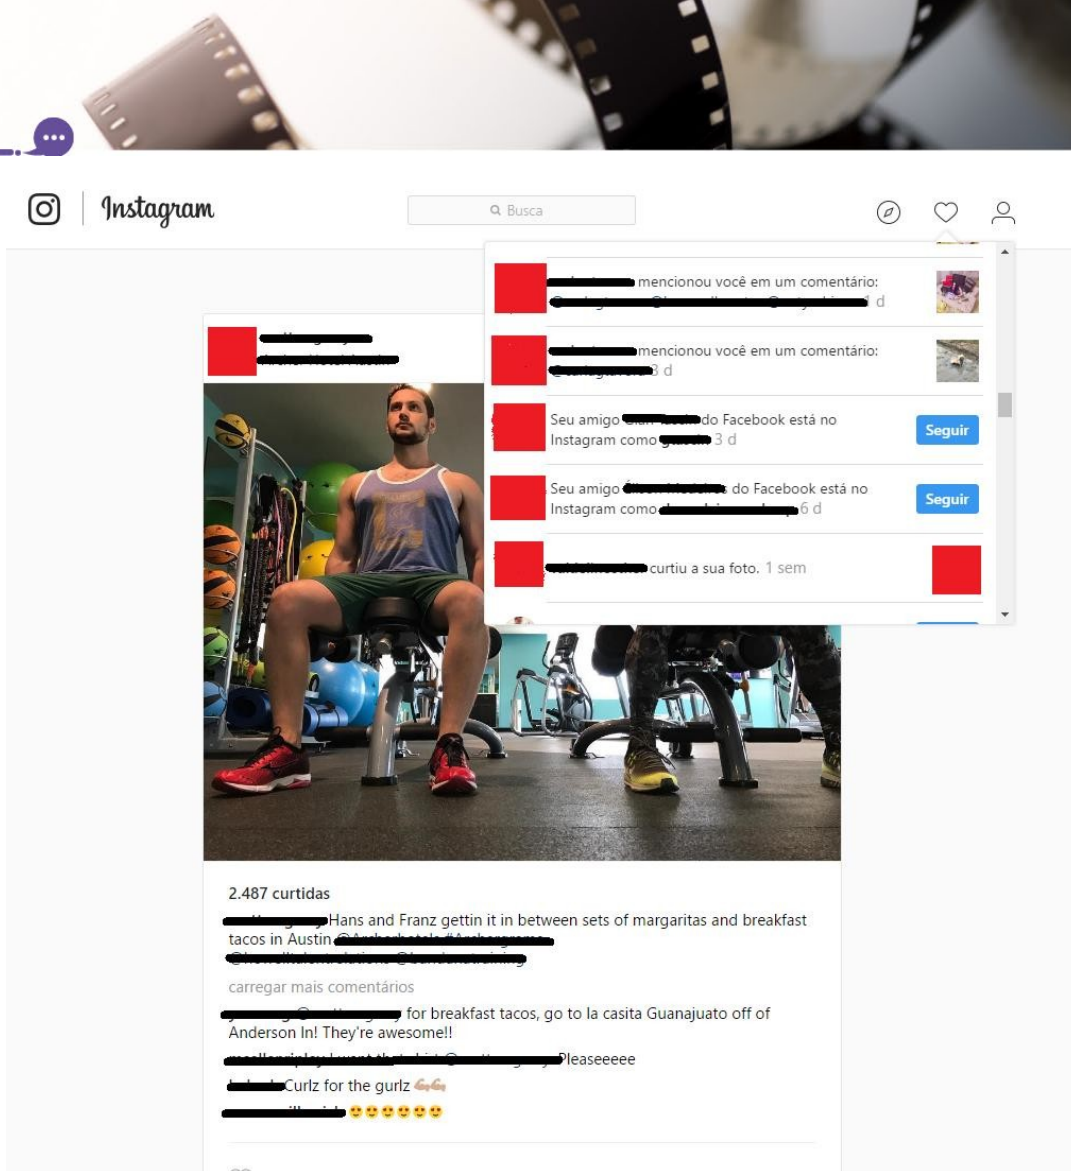 Instagram
Busca
mencionou você em um comentário:
1 d
mencionou você em um comentário:
3 d
Seu amigo do Facebook está no
Instagram como 3 d
Seguir
Seu amigo do Facebook está no
Instagram como 6 d
Seguir
curtiu a sua foto. 1 sem
2.487 curtidas
Hans and Franz gettin it in between sets of margaritas and breakfast
tacos in Austin
carregar mais comentários
for breakfast tacos, go to la casita Guanajuato off of
Anderson ln! They're awesome!!
Pleaseeeee
Curlz for the gurlz 💪💪
😍😍😍😍😍😍